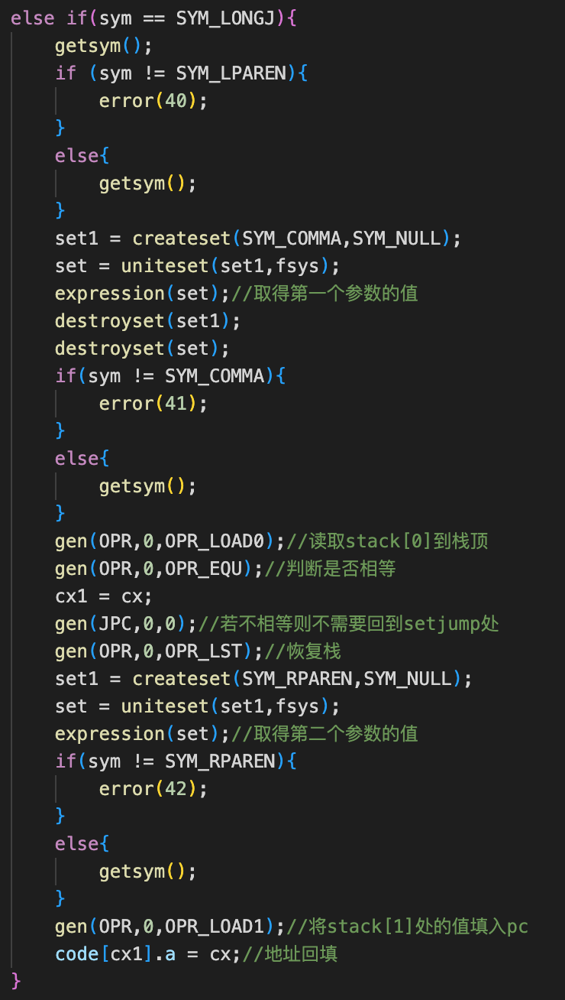 else if(sym == SYM_LONGJ){
getsym();
if (sym != SYM_LPAREN){
error(40);
}
else{
getsym();
}
set1 = createset(SYM_COMMA,SYM_NULL);
set = uniteset(set1,fsys);
expression(set);//取得第一个参数的值
destroyset(set1);
destroyset(set);
if(sym != SYM_COMMA){
error(41);
}
else{
getsym();
}
gen(OPR,0,OPR_LOAD0);//读取stack[0]到栈顶
gen(OPR,0,OPR_EQU);//判断是否相等
cx1 = cx;
gen(JPC,0,0);//若不相等则不需要回到setjump处
gen(OPR,0,OPR_LST);//恢复栈
set1 = createset(SYM_RPAREN,SYM_NULL);
set = uniteset(set1,fsys);
expression(set);//取得第二个参数的值
if(sym != SYM_RPAREN){
error(42);
}
else{
getsym();
}
gen(OPR,0,OPR_LOAD1);//将stack[1]处的值填入pc
code[cx1].a = cx;//地址回填
}